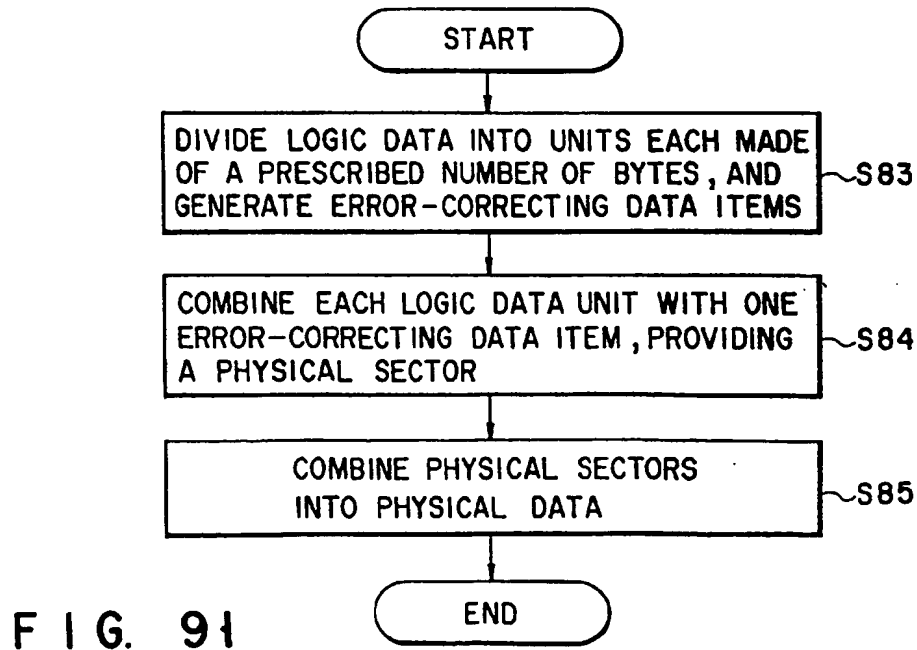 START
DIVIDE LOGIC DATA INTO UNITS EACH MADE
OF A PRESCRIBED NUMBER OF BYTES, AND
GENERATE ERROR-CORRECTING DATA ITEMS
S83
COMBINE EACH LOGIC DATA UNIT WITH ONE
ERROR-CORRECTING DATA ITEM, PROVIDING
A PHYSICAL SECTOR
S84
COMBINE PHYSICAL SECTORS
INTO PHYSICAL DATA
S85
END
FIG. 91